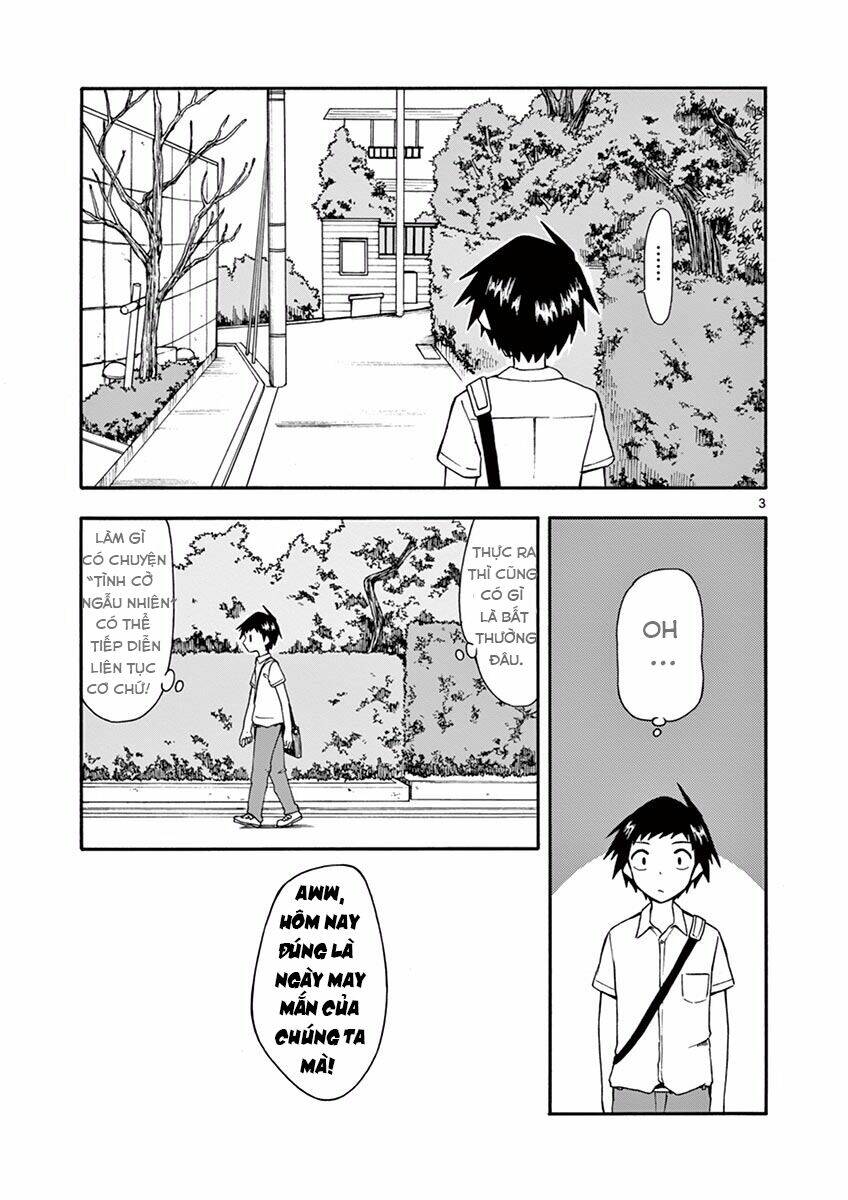 ........
3
OH
...
THỰC RA
THÌ CŨNG
CÓ GÌ
LÀ BẤT
THƯỜNG
ĐÂU.
LÀM GÌ
CÓ CHUYỆN
“TÌNH CỜ
NGẪU NHIÊN”
CÓ THỂ
TIẾP DIỄN
LIÊN TỤC
CƠ CHỨ!
AWW,
HÔM NAY
ĐÚNG LÀ
NGÀY MAY
MẮN CỦA
CHÚNG TA
MÀ!